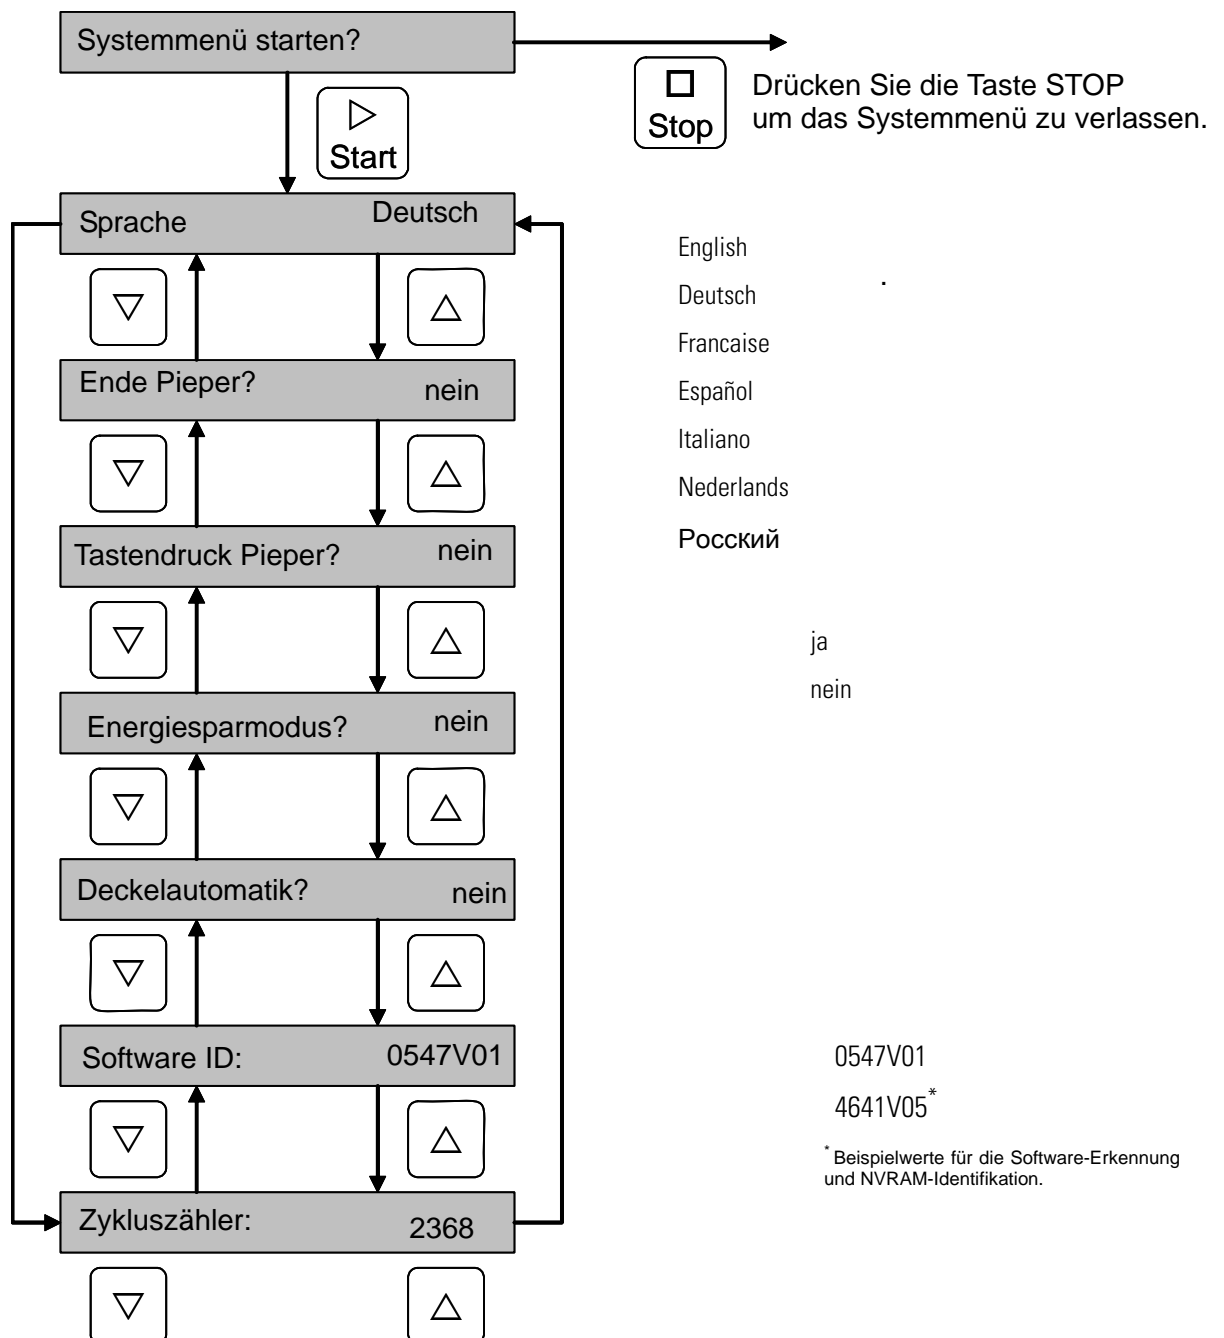 Systemmenü starten?
Stop
Drücken Sie die Taste STOP
um das Systemmenü zu verlassen.
Start
Sprache Deutsch
English
Deutsch
Francaise
Español
Italiano
Nederlands
Росский
Ende Pieper? nein
Tastendruck Pieper? nein
ja
nein
Energiesparmodus? nein
Deckelautomatik? nein
Software ID: 0547V01
0547V01
4641V05*
* Beispielwerte für die Software-Erkennung
und NVRAM-Identifikation.
Zykluszähler: 2368